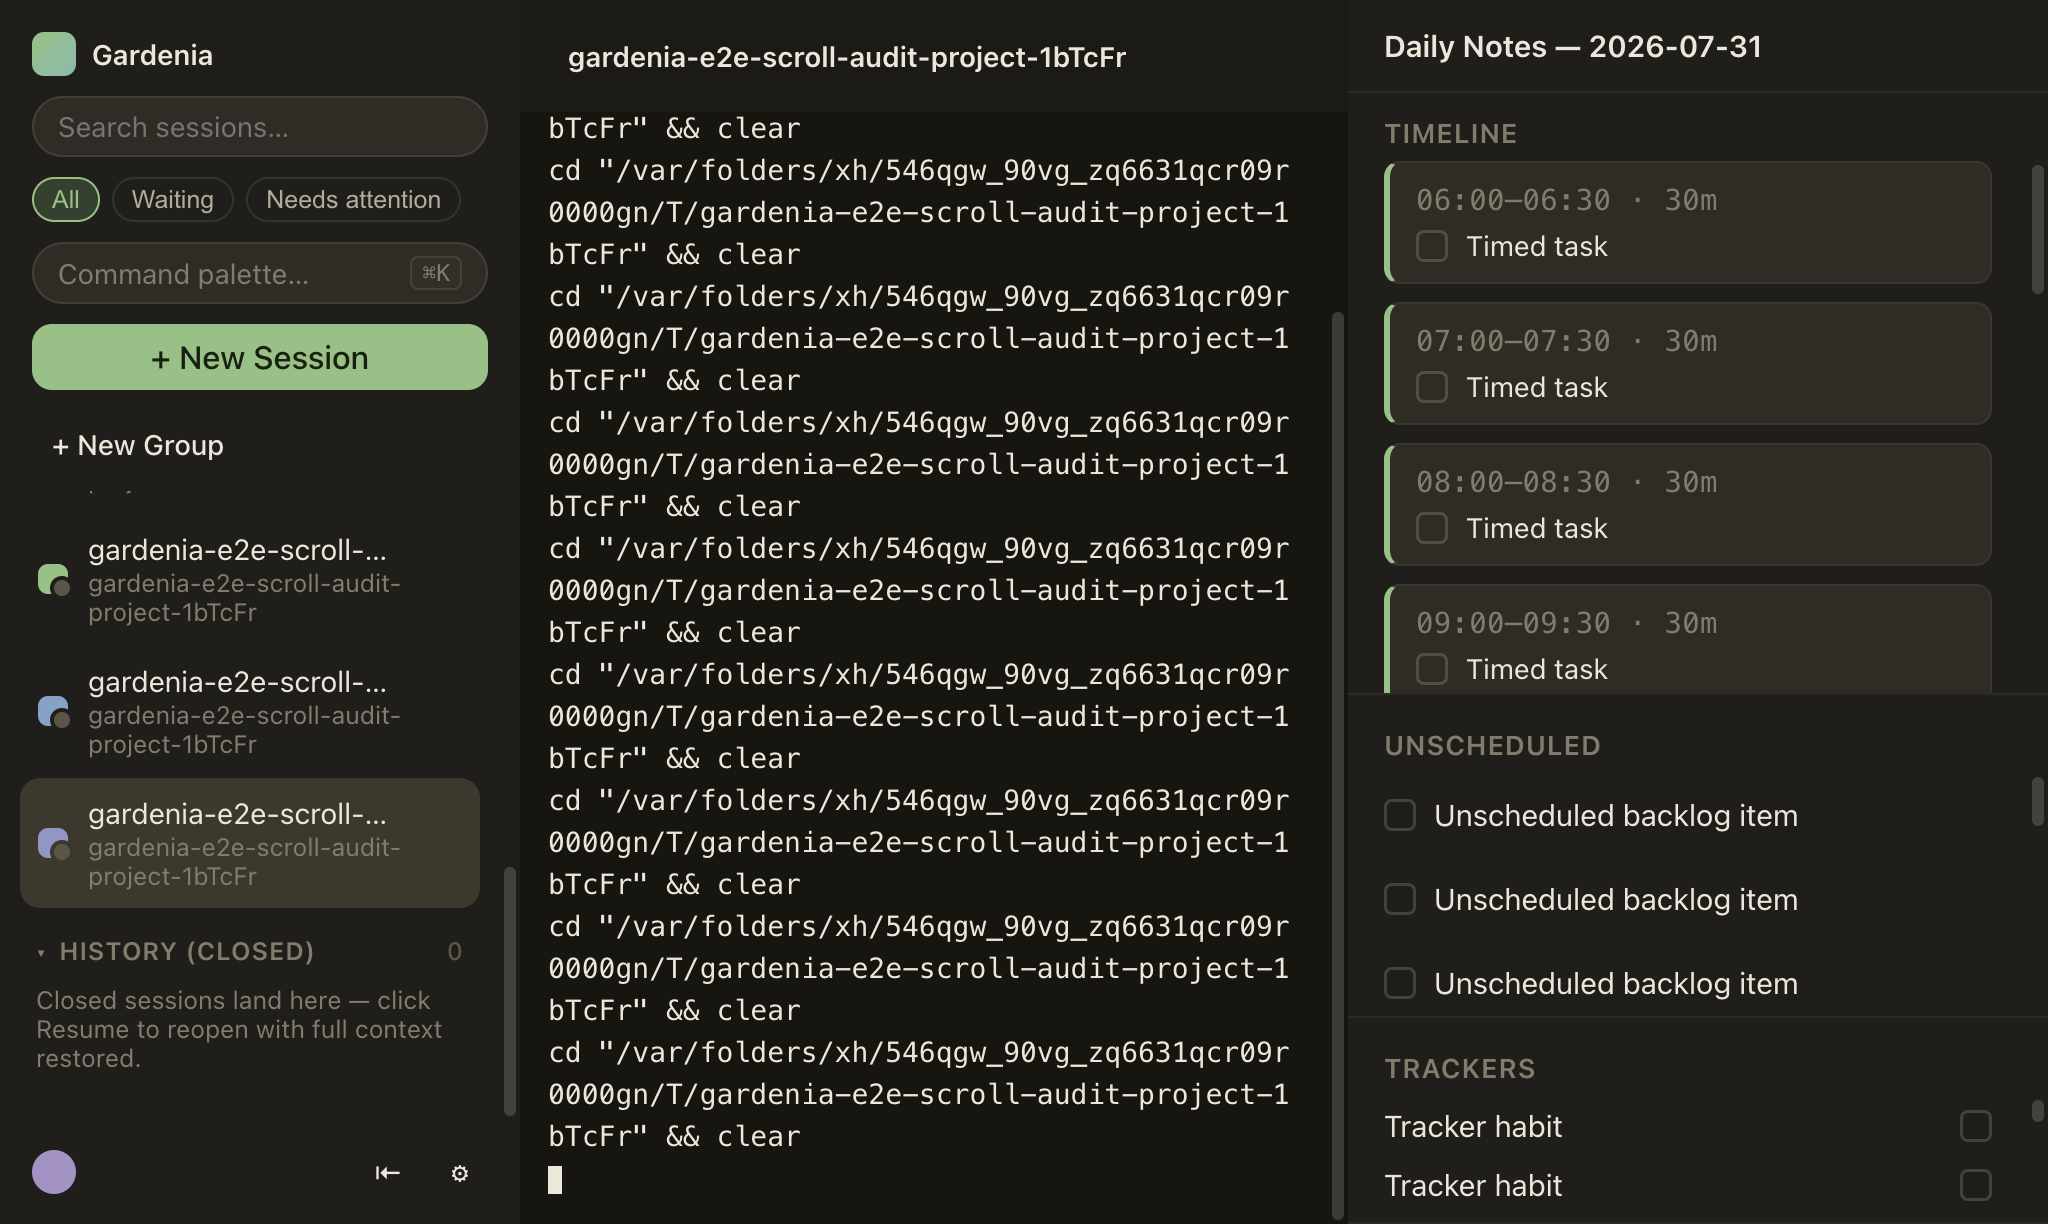 Gardenia
Search sessions...
All
Waiting
Needs attention
Command palette...
⌘K
+ New Session
+ New Group
gardenia-e2e-scroll-...
gardenia-e2e-scroll-audit-
project-1bTcFr
gardenia-e2e-scroll-...
gardenia-e2e-scroll-audit-
project-1bTcFr
gardenia-e2e-scroll-...
gardenia-e2e-scroll-audit-
project-1bTcFr
HISTORY (CLOSED)
0
Closed sessions land here — click
Resume to reopen with full context
restored.
gardenia-e2e-scroll-audit-project-1bTcFr
bTcFr" && clear
cd "/var/folders/xh/546qgw_90vg_zq6631qcr09r
0000gn/T/gardenia-e2e-scroll-audit-project-1
bTcFr" && clear
cd "/var/folders/xh/546qgw_90vg_zq6631qcr09r
0000gn/T/gardenia-e2e-scroll-audit-project-1
bTcFr" && clear
cd "/var/folders/xh/546qgw_90vg_zq6631qcr09r
0000gn/T/gardenia-e2e-scroll-audit-project-1
bTcFr" && clear
cd "/var/folders/xh/546qgw_90vg_zq6631qcr09r
0000gn/T/gardenia-e2e-scroll-audit-project-1
bTcFr" && clear
cd "/var/folders/xh/546qgw_90vg_zq6631qcr09r
0000gn/T/gardenia-e2e-scroll-audit-project-1
bTcFr" && clear
cd "/var/folders/xh/546qgw_90vg_zq6631qcr09r
0000gn/T/gardenia-e2e-scroll-audit-project-1
bTcFr" && clear
cd "/var/folders/xh/546qgw_90vg_zq6631qcr09r
0000gn/T/gardenia-e2e-scroll-audit-project-1
bTcFr" && clear
cd "/var/folders/xh/546qgw_90vg_zq6631qcr09r
0000gn/T/gardenia-e2e-scroll-audit-project-1
bTcFr" && clear
Daily Notes — 2026-07-31
TIMELINE
06:00–06:30 · 30m
Timed task
07:00–07:30 · 30m
Timed task
08:00–08:30 · 30m
Timed task
09:00–09:30 · 30m
Timed task
UNSCHEDULED
Unscheduled backlog item
Unscheduled backlog item
Unscheduled backlog item
TRACKERS
Tracker habit
Tracker habit